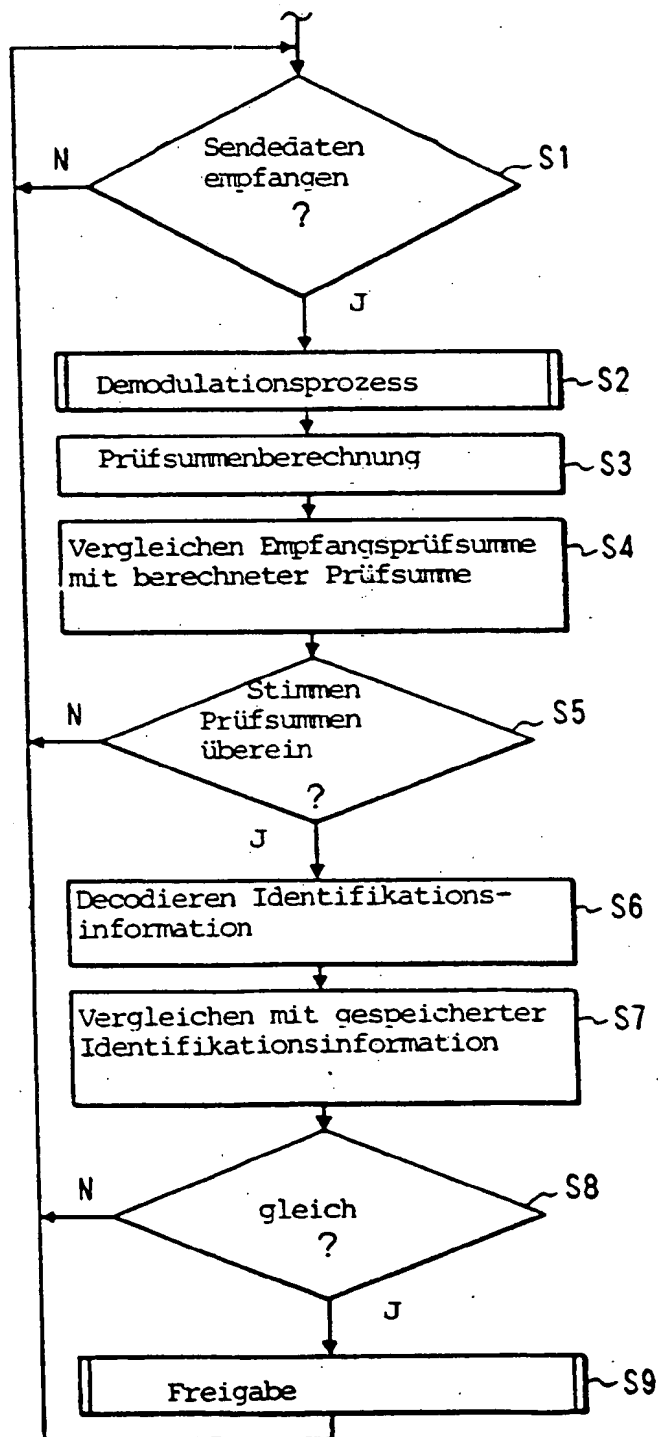 Sendedaten
N
S1
empfangen
?
J
Demodulationsprozess
S2
Prüfsummenberechnung
S3
Vergleichen Empfangsprüfsumme
S4
mit berechneter Prüfsumme
Stimmen
N
Prüfsummen
S5
überein
?
J
Decodieren Identifikations-
S6
information
Vergleichen mit gespeicherter
S7
Identifikationsinformation
N
S8
gleich
?
J
Freigabe
S9